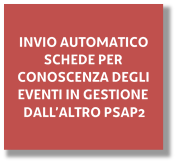 INVIO AUTOMATICO
SCHEDE PER
CONOSCENZA DEGLI
EVENTI IN GESTIONE
DALL'ALTRO PSAP2